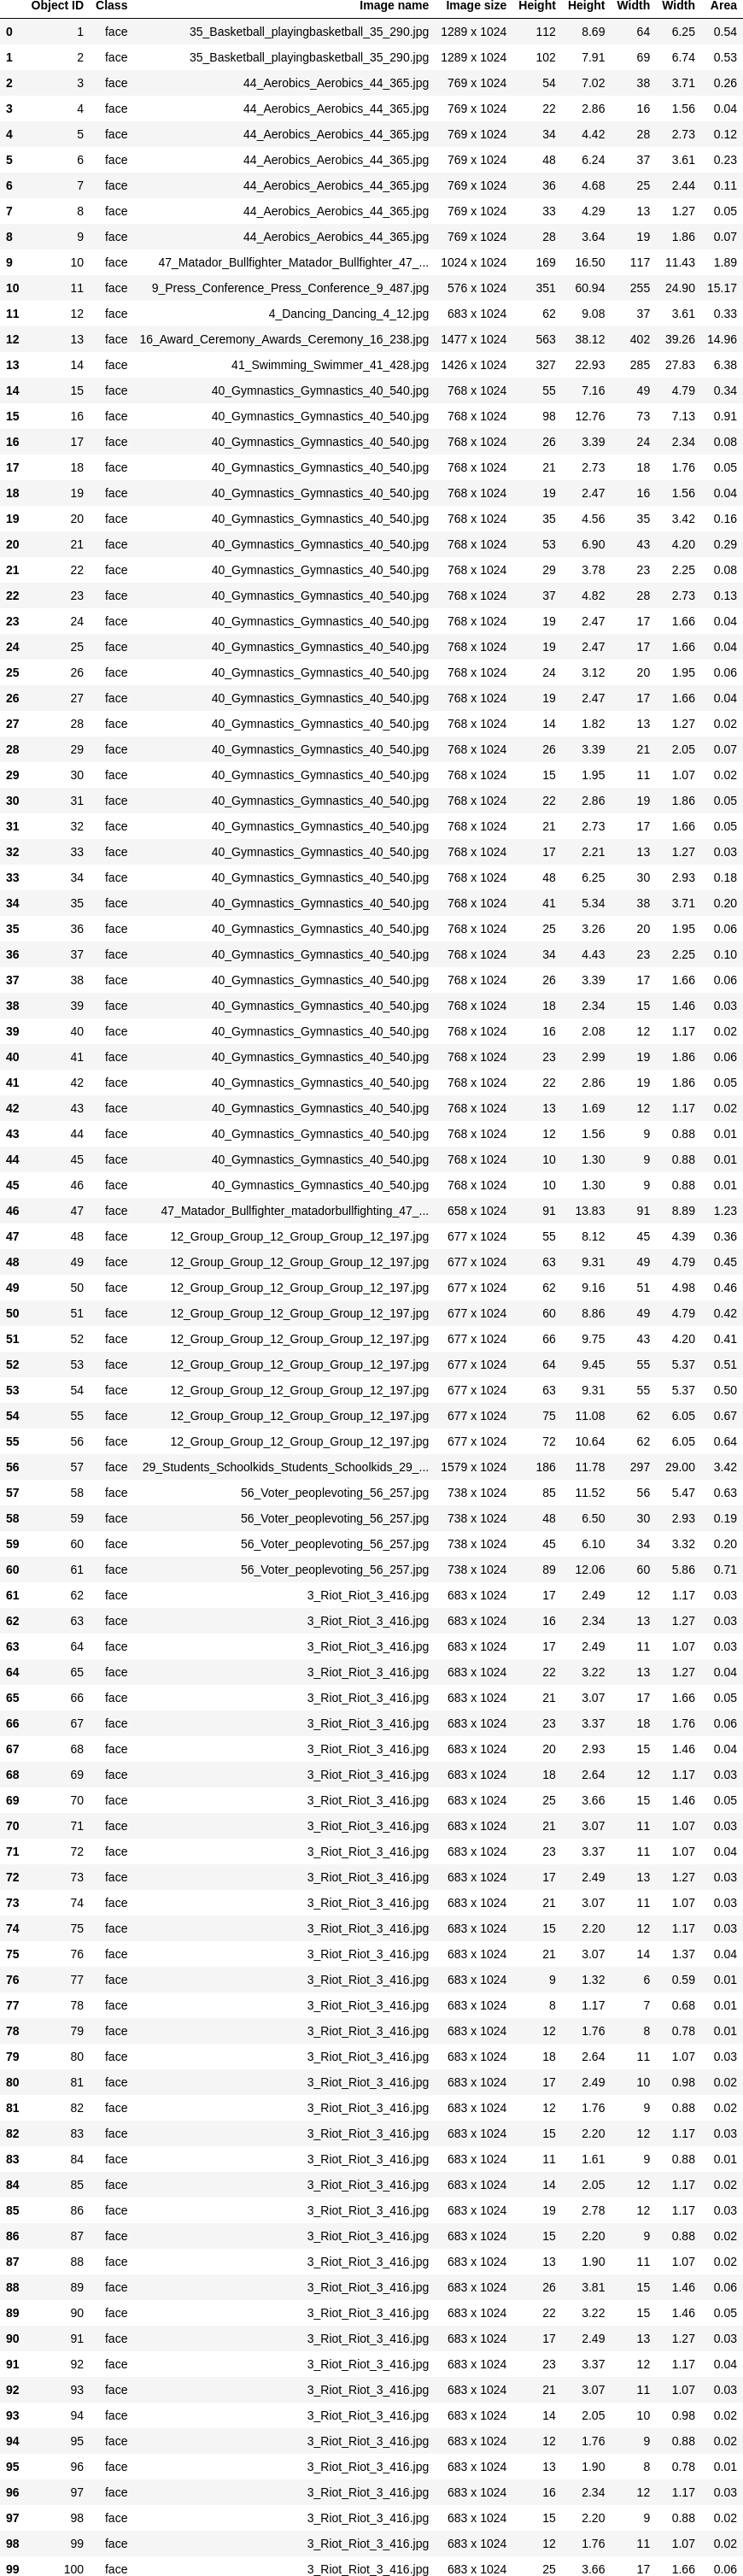 Object ID Class Image name Image size Height Height Width Width Area
0 1 face 35_Basketball_playingbasketball_35_290.jpg 1289 x 1024 112 8.69 64 6.25 0.54
1 2 face 35_Basketball_playingbasketball_35_290.jpg 1289 x 1024 102 7.91 69 6.74 0.53
2 3 face 44_Aerobics_Aerobics_44_365.jpg 769 x 1024 54 7.02 38 3.71 0.26
3 4 face 44_Aerobics_Aerobics_44_365.jpg 769 x 1024 22 2.86 16 1.56 0.04
4 5 face 44_Aerobics_Aerobics_44_365.jpg 769 x 1024 34 4.42 28 2.73 0.12
5 6 face 44_Aerobics_Aerobics_44_365.jpg 769 x 1024 48 6.24 37 3.61 0.23
6 7 face 44_Aerobics_Aerobics_44_365.jpg 769 x 1024 36 4.68 25 2.44 0.11
7 8 face 44_Aerobics_Aerobics_44_365.jpg 769 x 1024 33 4.29 13 1.27 0.05
8 9 face 44_Aerobics_Aerobics_44_365.jpg 769 x 1024 28 3.64 19 1.86 0.07
9 10 face 47_Matador_Bullfighter_Matador_Bullfighter_47_... 1024 x 1024 169 16.50 117 11.43 1.89
10 11 face 9_Press_Conference_Press_Conference_9_487.jpg 576 x 1024 351 60.94 255 24.90 15.17
11 12 face 4_Dancing_Dancing_4_12.jpg 683 x 1024 62 9.08 37 3.61 0.33
12 13 face 16_Award_Ceremony_Awards_Ceremony_16_238.jpg 1477 x 1024 563 38.12 402 39.26 14.96
13 14 face 41_Swimming_Swimmer_41_428.jpg 1426 x 1024 327 22.93 285 27.83 6.38
14 15 face 40_Gymnastics_Gymnastics_40_540.jpg 768 x 1024 55 7.16 49 4.79 0.34
15 16 face 40_Gymnastics_Gymnastics_40_540.jpg 768 x 1024 98 12.76 73 7.13 0.91
16 17 face 40_Gymnastics_Gymnastics_40_540.jpg 768 x 1024 26 3.39 24 2.34 0.08
17 18 face 40_Gymnastics_Gymnastics_40_540.jpg 768 x 1024 21 2.73 18 1.76 0.05
18 19 face 40_Gymnastics_Gymnastics_40_540.jpg 768 x 1024 19 2.47 16 1.56 0.04
19 20 face 40_Gymnastics_Gymnastics_40_540.jpg 768 x 1024 35 4.56 35 3.42 0.16
20 21 face 40_Gymnastics_Gymnastics_40_540.jpg 768 x 1024 53 6.90 43 4.20 0.29
21 22 face 40_Gymnastics_Gymnastics_40_540.jpg 768 x 1024 29 3.78 23 2.25 0.08
22 23 face 40_Gymnastics_Gymnastics_40_540.jpg 768 x 1024 37 4.82 28 2.73 0.13
23 24 face 40_Gymnastics_Gymnastics_40_540.jpg 768 x 1024 19 2.47 17 1.66 0.04
24 25 face 40_Gymnastics_Gymnastics_40_540.jpg 768 x 1024 19 2.47 17 1.66 0.04
25 26 face 40_Gymnastics_Gymnastics_40_540.jpg 768 x 1024 24 3.12 20 1.95 0.06
26 27 face 40_Gymnastics_Gymnastics_40_540.jpg 768 x 1024 19 2.47 17 1.66 0.04
27 28 face 40_Gymnastics_Gymnastics_40_540.jpg 768 x 1024 14 1.82 13 1.27 0.02
28 29 face 40_Gymnastics_Gymnastics_40_540.jpg 768 x 1024 26 3.39 21 2.05 0.07
29 30 face 40_Gymnastics_Gymnastics_40_540.jpg 768 x 1024 15 1.95 11 1.07 0.02
30 31 face 40_Gymnastics_Gymnastics_40_540.jpg 768 x 1024 22 2.86 19 1.86 0.05
31 32 face 40_Gymnastics_Gymnastics_40_540.jpg 768 x 1024 21 2.73 17 1.66 0.05
32 33 face 40_Gymnastics_Gymnastics_40_540.jpg 768 x 1024 17 2.21 13 1.27 0.03
33 34 face 40_Gymnastics_Gymnastics_40_540.jpg 768 x 1024 48 6.25 30 2.93 0.18
34 35 face 40_Gymnastics_Gymnastics_40_540.jpg 768 x 1024 41 5.34 38 3.71 0.20
35 36 face 40_Gymnastics_Gymnastics_40_540.jpg 768 x 1024 25 3.26 20 1.95 0.06
36 37 face 40_Gymnastics_Gymnastics_40_540.jpg 768 x 1024 34 4.43 23 2.25 0.10
37 38 face 40_Gymnastics_Gymnastics_40_540.jpg 768 x 1024 26 3.39 17 1.66 0.06
38 39 face 40_Gymnastics_Gymnastics_40_540.jpg 768 x 1024 18 2.34 15 1.46 0.03
39 40 face 40_Gymnastics_Gymnastics_40_540.jpg 768 x 1024 16 2.08 12 1.17 0.02
40 41 face 40_Gymnastics_Gymnastics_40_540.jpg 768 x 1024 23 2.99 19 1.86 0.06
41 42 face 40_Gymnastics_Gymnastics_40_540.jpg 768 x 1024 22 2.86 19 1.86 0.05
42 43 face 40_Gymnastics_Gymnastics_40_540.jpg 768 x 1024 13 1.69 12 1.17 0.02
43 44 face 40_Gymnastics_Gymnastics_40_540.jpg 768 x 1024 12 1.56 9 0.88 0.01
44 45 face 40_Gymnastics_Gymnastics_40_540.jpg 768 x 1024 10 1.30 9 0.88 0.01
45 46 face 40_Gymnastics_Gymnastics_40_540.jpg 768 x 1024 10 1.30 9 0.88 0.01
46 47 face 47_Matador_Bullfighter_matadorbullfighting_47_... 658 x 1024 91 13.83 91 8.89 1.23
47 48 face 12_Group_Group_12_Group_Group_12_197.jpg 677 x 1024 55 8.12 45 4.39 0.36
48 49 face 12_Group_Group_12_Group_Group_12_197.jpg 677 x 1024 63 9.31 49 4.79 0.45
49 50 face 12_Group_Group_12_Group_Group_12_197.jpg 677 x 1024 62 9.16 51 4.98 0.46
50 51 face 12_Group_Group_12_Group_Group_12_197.jpg 677 x 1024 60 8.86 49 4.79 0.42
51 52 face 12_Group_Group_12_Group_Group_12_197.jpg 677 x 1024 66 9.75 43 4.20 0.41
52 53 face 12_Group_Group_12_Group_Group_12_197.jpg 677 x 1024 64 9.45 55 5.37 0.51
53 54 face 12_Group_Group_12_Group_Group_12_197.jpg 677 x 1024 63 9.31 55 5.37 0.50
54 55 face 12_Group_Group_12_Group_Group_12_197.jpg 677 x 1024 75 11.08 62 6.05 0.67
55 56 face 12_Group_Group_12_Group_Group_12_197.jpg 677 x 1024 72 10.64 62 6.05 0.64
56 57 face 29_Students_Schoolkids_Students_Schoolkids_29_... 1579 x 1024 186 11.78 297 29.00 3.42
57 58 face 56_Voter_peoplevoting_56_257.jpg 738 x 1024 85 11.52 56 5.47 0.63
58 59 face 56_Voter_peoplevoting_56_257.jpg 738 x 1024 48 6.50 30 2.93 0.19
59 60 face 56_Voter_peoplevoting_56_257.jpg 738 x 1024 45 6.10 34 3.32 0.20
60 61 face 56_Voter_peoplevoting_56_257.jpg 738 x 1024 89 12.06 60 5.86 0.71
61 62 face 3_Riot_Riot_3_416.jpg 683 x 1024 17 2.49 12 1.17 0.03
62 63 face 3_Riot_Riot_3_416.jpg 683 x 1024 16 2.34 13 1.27 0.03
63 64 face 3_Riot_Riot_3_416.jpg 683 x 1024 17 2.49 11 1.07 0.03
64 65 face 3_Riot_Riot_3_416.jpg 683 x 1024 22 3.22 13 1.27 0.04
65 66 face 3_Riot_Riot_3_416.jpg 683 x 1024 21 3.07 17 1.66 0.05
66 67 face 3_Riot_Riot_3_416.jpg 683 x 1024 23 3.37 18 1.76 0.06
67 68 face 3_Riot_Riot_3_416.jpg 683 x 1024 20 2.93 15 1.46 0.04
68 69 face 3_Riot_Riot_3_416.jpg 683 x 1024 18 2.64 12 1.17 0.03
69 70 face 3_Riot_Riot_3_416.jpg 683 x 1024 25 3.66 15 1.46 0.05
70 71 face 3_Riot_Riot_3_416.jpg 683 x 1024 21 3.07 11 1.07 0.03
71 72 face 3_Riot_Riot_3_416.jpg 683 x 1024 23 3.37 11 1.07 0.04
72 73 face 3_Riot_Riot_3_416.jpg 683 x 1024 17 2.49 13 1.27 0.03
73 74 face 3_Riot_Riot_3_416.jpg 683 x 1024 21 3.07 11 1.07 0.03
74 75 face 3_Riot_Riot_3_416.jpg 683 x 1024 15 2.20 12 1.17 0.03
75 76 face 3_Riot_Riot_3_416.jpg 683 x 1024 21 3.07 14 1.37 0.04
76 77 face 3_Riot_Riot_3_416.jpg 683 x 1024 9 1.32 6 0.59 0.01
77 78 face 3_Riot_Riot_3_416.jpg 683 x 1024 8 1.17 7 0.68 0.01
78 79 face 3_Riot_Riot_3_416.jpg 683 x 1024 12 1.76 8 0.78 0.01
79 80 face 3_Riot_Riot_3_416.jpg 683 x 1024 18 2.64 11 1.07 0.03
80 81 face 3_Riot_Riot_3_416.jpg 683 x 1024 17 2.49 10 0.98 0.02
81 82 face 3_Riot_Riot_3_416.jpg 683 x 1024 12 1.76 9 0.88 0.02
82 83 face 3_Riot_Riot_3_416.jpg 683 x 1024 15 2.20 12 1.17 0.03
83 84 face 3_Riot_Riot_3_416.jpg 683 x 1024 11 1.61 9 0.88 0.01
84 85 face 3_Riot_Riot_3_416.jpg 683 x 1024 14 2.05 12 1.17 0.02
85 86 face 3_Riot_Riot_3_416.jpg 683 x 1024 19 2.78 12 1.17 0.03
86 87 face 3_Riot_Riot_3_416.jpg 683 x 1024 15 2.20 9 0.88 0.02
87 88 face 3_Riot_Riot_3_416.jpg 683 x 1024 13 1.90 11 1.07 0.02
88 89 face 3_Riot_Riot_3_416.jpg 683 x 1024 26 3.81 15 1.46 0.06
89 90 face 3_Riot_Riot_3_416.jpg 683 x 1024 22 3.22 15 1.46 0.05
90 91 face 3_Riot_Riot_3_416.jpg 683 x 1024 17 2.49 13 1.27 0.03
91 92 face 3_Riot_Riot_3_416.jpg 683 x 1024 23 3.37 12 1.17 0.04
92 93 face 3_Riot_Riot_3_416.jpg 683 x 1024 21 3.07 11 1.07 0.03
93 94 face 3_Riot_Riot_3_416.jpg 683 x 1024 14 2.05 10 0.98 0.02
94 95 face 3_Riot_Riot_3_416.jpg 683 x 1024 12 1.76 9 0.88 0.02
95 96 face 3_Riot_Riot_3_416.jpg 683 x 1024 13 1.90 8 0.78 0.01
96 97 face 3_Riot_Riot_3_416.jpg 683 x 1024 16 2.34 12 1.17 0.03
97 98 face 3_Riot_Riot_3_416.jpg 683 x 1024 15 2.20 9 0.88 0.02
98 99 face 3_Riot_Riot_3_416.jpg 683 x 1024 12 1.76 11 1.07 0.02
99 100 face 3_Riot_Riot_3_416.jpg 683 x 1024 25 3.66 17 1.66 0.06